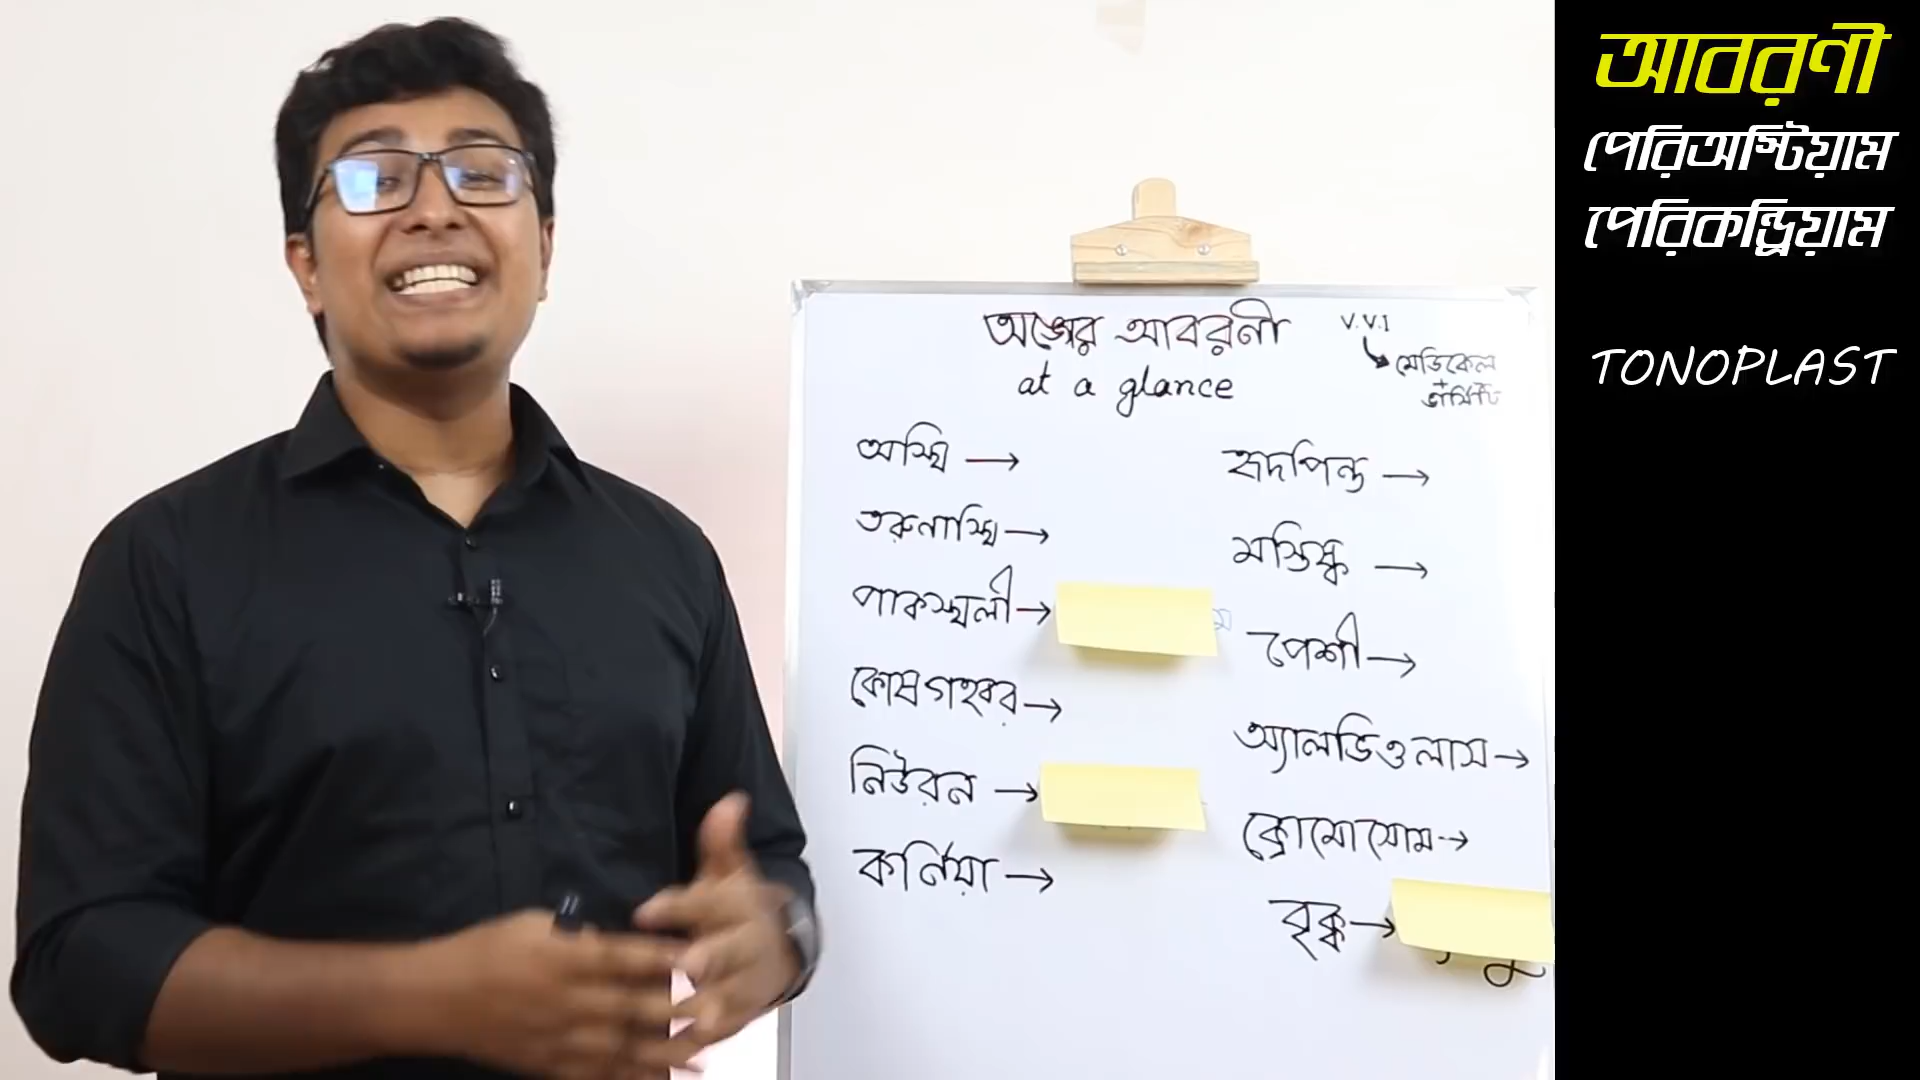 অঙ্গের আবরণী
at a glance
V.V.I
মেডিকেল
+
ভার্সিটি
অস্থি →
তরুনাস্থি →
পাকস্থলী →
কোষগহ্বর →
নিউরন →
কর্নিয়া →
হৃদপিন্ড →
মস্তিষ্ক →
পেশী →
অ্যালভিওলাস →
ক্রোমোসোম →
বৃক্ক →
আবরণী
পেরিঅস্টিয়াম
পেরিকন্ড্রিয়াম
TONOPLAST